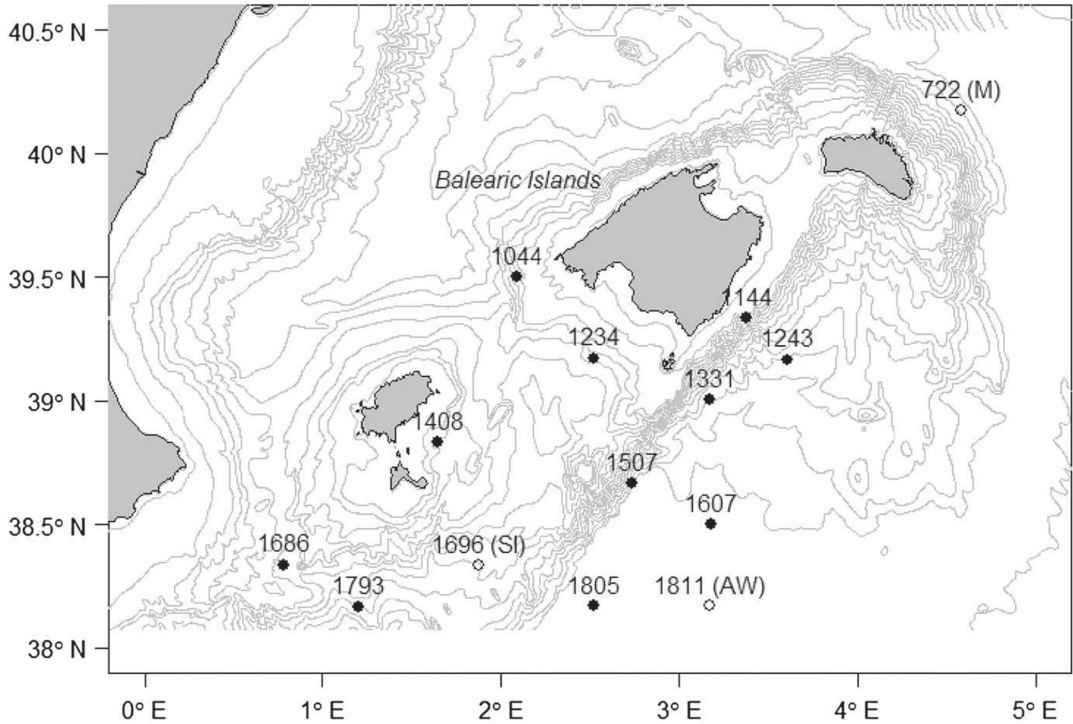 40.5° N
722 (M)
40° N
Balearic Islands
1044
39.5° N
1144
1234
1243
1331
39° N
1408
1507
1607
38.5° N
1686
1696 (SI)
1793
1805
1811 (AW)
38° N
0° E
1° E
2° E
3° E
4° E
5° E